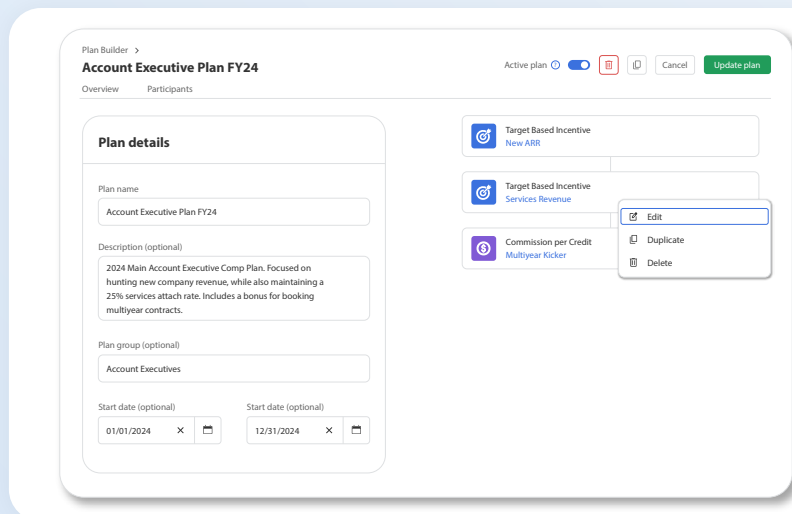 Plan Builder >
Account Executive Plan FY24
Active plan
Cancel
Update plan
Overview
Participants
Plan details
Plan name
Account Executive Plan FY24
Description (optional)
2024 Main Account Executive Comp Plan. Focused on
hunting new company revenue, while also maintaining a
25% services attach rate. Includes a bonus for booking
multiyear contracts.
Plan group (optional)
Account Executives
Start date (optional)
01/01/2024
Start date (optional)
12/31/2024
Target Based Incentive
New ARR
Target Based Incentive
Services Revenue
Commission per Credit
Multiyear Kicker
Edit
Duplicate
Delete